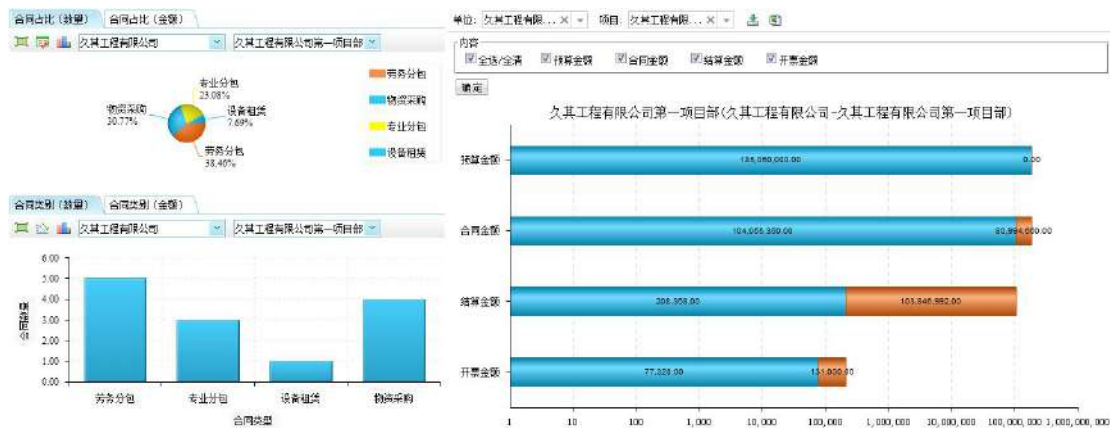 合同占比（数量） 合同占比（金额）
久其工程有限公司 久其工程有限公司第一项目部
专业分包
23.08%
物资采购
30.77%
设备租赁
7.69%
劳务分包
38.46%
劳务分包
物资采购
专业分包
设备租赁
合同类别（数量） 合同类别（金额）
久其工程有限公司 久其工程有限公司第一项目部
6.00
5.00
4.00
3.00
2.00
1.00
0.00
合同数量
劳务分包 专业分包 设备租赁 物资采购
合同类型
单位: 久其工程有限... 项目: 久其工程有限...
内容
全选/全清 预算金额 合同金额 结算金额 开票金额
确定
久其工程有限公司第一项目部(久其工程有限公司-久其工程有限公司第一项目部)
预算金额 0.00
合同金额
结算金额
开票金额
1 10 100 1,000 10,000 100,000 1,000,000 10,000,000 100,000,000 1,000,000,000